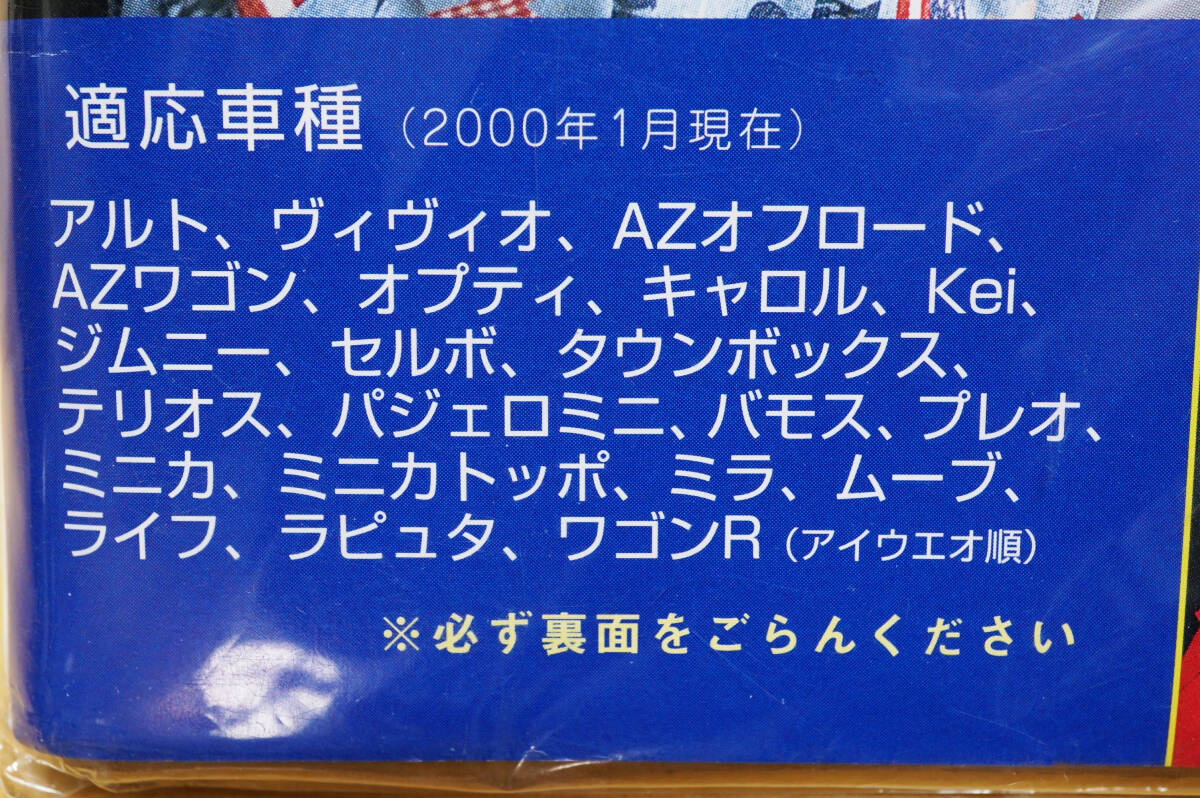 適応車種（2000年1月現在）
アルト、ヴィヴィオ、AZオフロード、
AZワゴン、オプティ、キャロル、Kei、
ジムニー、セルボ、タウンボックス、
テリオス、パジェロミニ、バモス、プレオ、
ミニカ、ミニカトッポ、ミラ、ムーブ、
ライフ、ラピュタ、ワゴンR（アイウエオ順）
※必ず裏面をごらんください